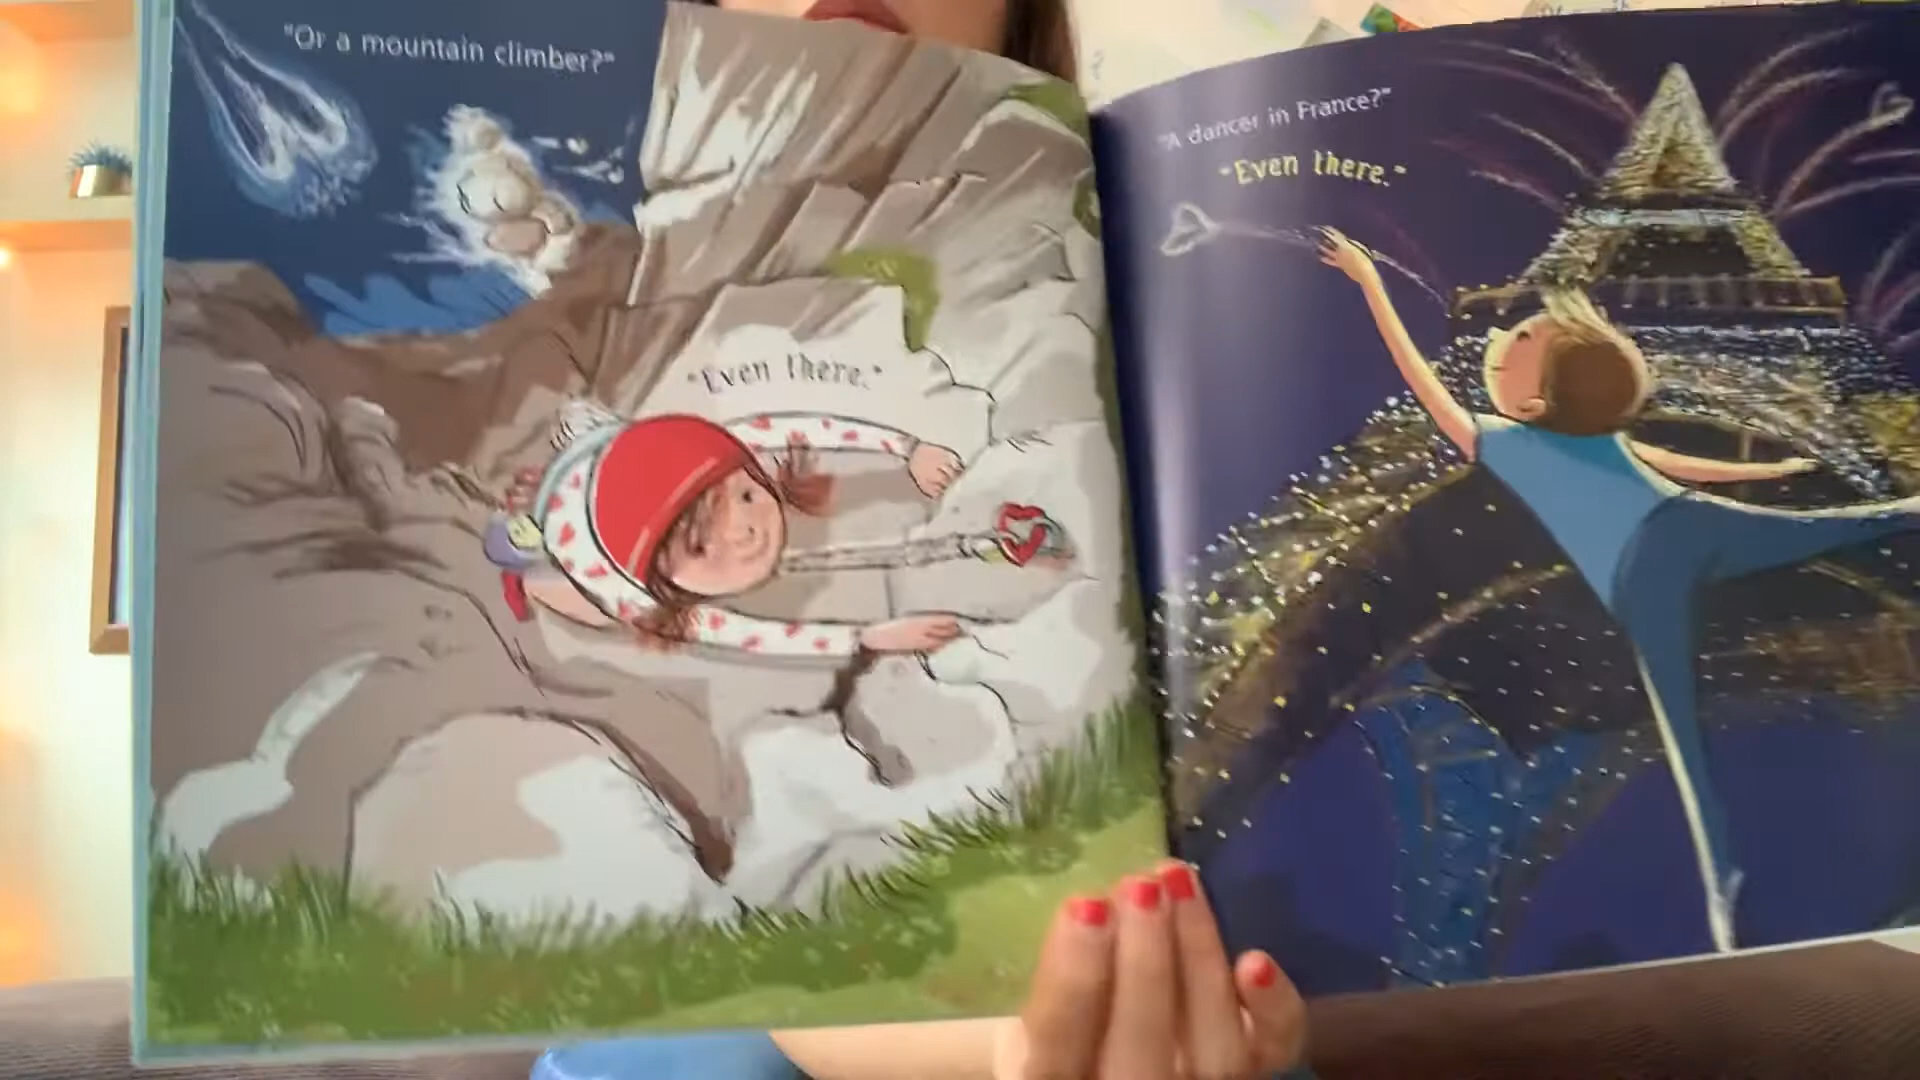 "Or a mountain climber?"
"Even there."
"A dancer in France?"
"Even there."